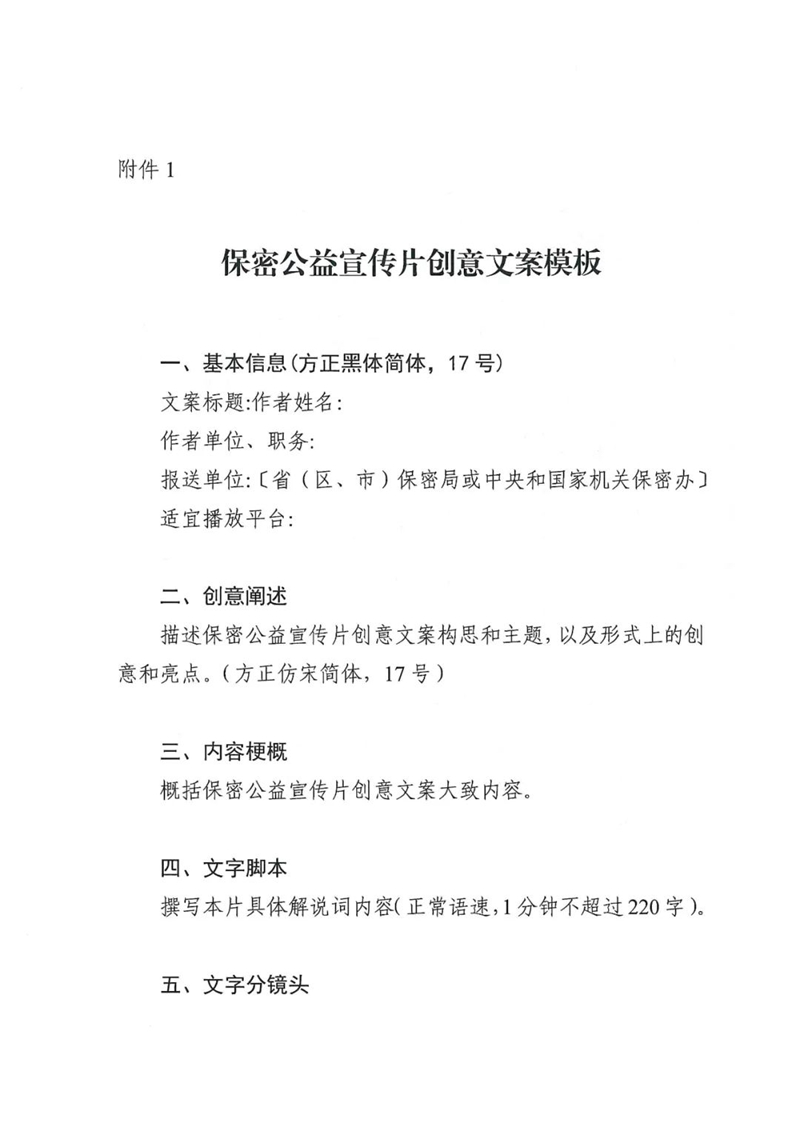 附件 1
保密公益宣传片创意文案模板
一、基本信息(方正黑体简体，17 号)
文案标题:作者姓名:
作者单位、职务:
报送单位:〔省（区、市）保密局或中央和国家机关保密办〕
适宜播放平台:
二、创意阐述
描述保密公益宣传片创意文案构思和主题,以及形式上的创
意和亮点。(方正仿宋简体，17 号)
三、内容梗概
概括保密公益宣传片创意文案大致内容。
四、文字脚本
撰写本片具体解说词内容(正常语速,1 分钟不超过 220 字)。
五、文字分镜头